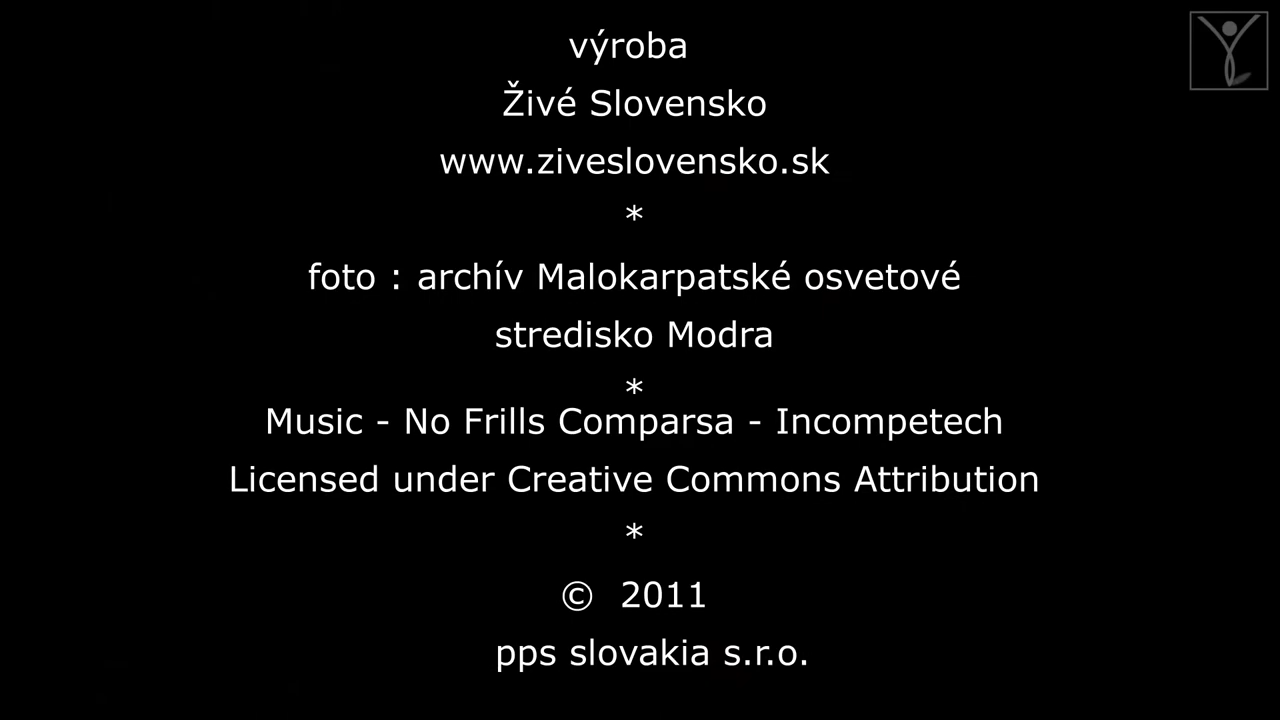 výroba
Živé Slovensko
www.ziveslovensko.sk
*
foto : archív Malokarpatské osvetové
stredisko Modra
*
Music - No Frills Comparsa - Incompetech
Licensed under Creative Commons Attribution
*
© 2011
pps slovakia s.r.o.